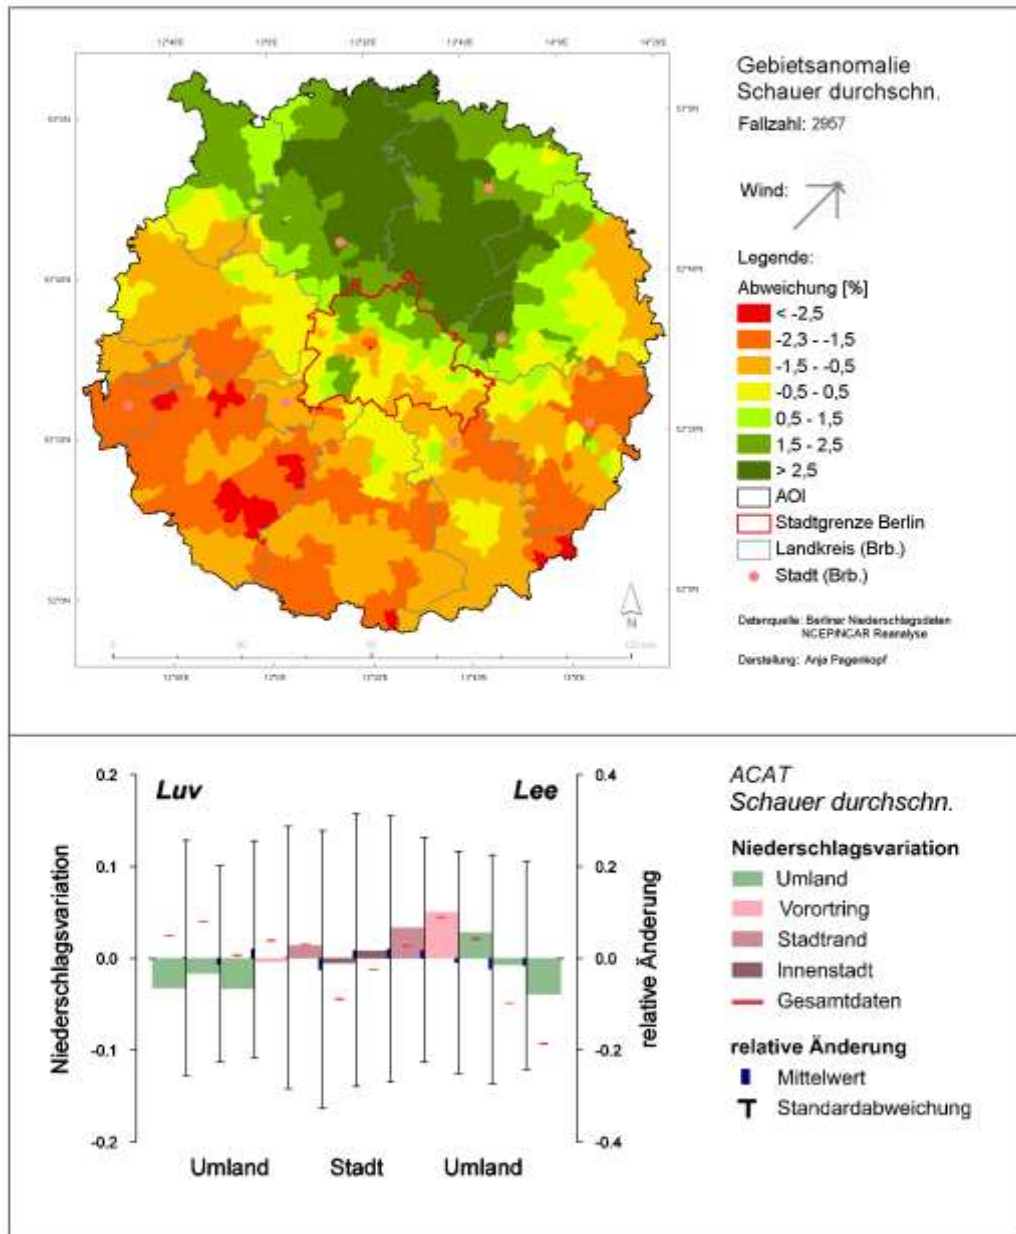 Gebietsanomalie
Schauer durchschn.
Fallzahl: 2957
Wind:
Legende:
Abweichung [%]
< -2,5
-2,3 - -1,5
-1,5 - -0,5
-0,5 - 0,5
0,5 - 1,5
1,5 - 2,5
> 2,5
AOI
Stadtgrenze Berlin
Landkreis (Brb.)
Stadt (Brb.)
N
Datenquelle: Berliner Niederschlagsdaten
NCEP/NCAR Reanalyse
Darstellung: Anja Pagenkopf
Luv
Lee
0.2
0.1
0.0
-0.1
-0.2
Niederschlagsvariation
0.4
0.2
0.0
-0.2
-0.4
relative Änderung
Umland
Stadt
Umland
ACAT
Schauer durchschn.
Niederschlagsvariation
Umland
Vorortring
Stadtrand
Innenstadt
Gesamtdaten
relative Änderung
Mittelwert
Standardabweichung